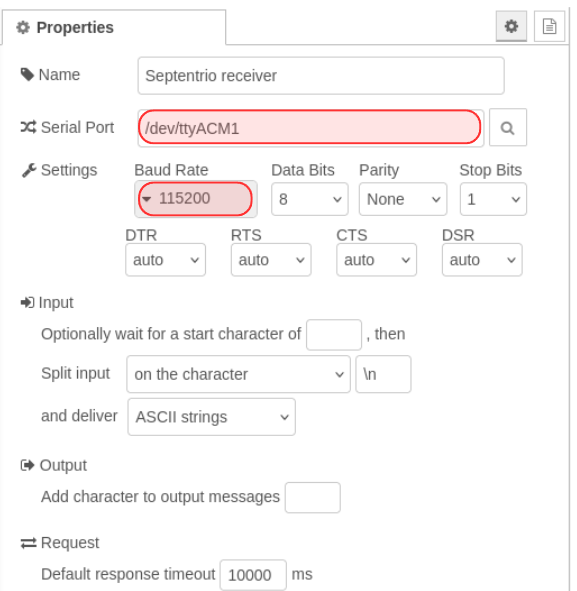 Properties
Name Septentrio receiver
Serial Port /dev/ttyACM1
Settings Baud Rate Data Bits Parity Stop Bits
115200 8 None 1
DTR RTS CTS DSR
auto auto auto auto
Input
Optionally wait for a start character of , then
Split input on the character \n
and deliver ASCII strings
Output
Add character to output messages
Request
Default response timeout 10000 ms